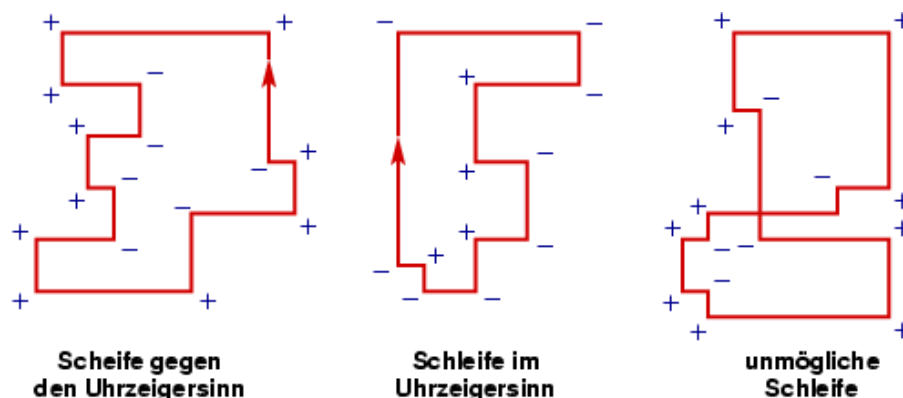 Scheife gegen
den Uhrzeigersinn
Schleife im
Uhrzeigersinn
unmögliche
Schleife